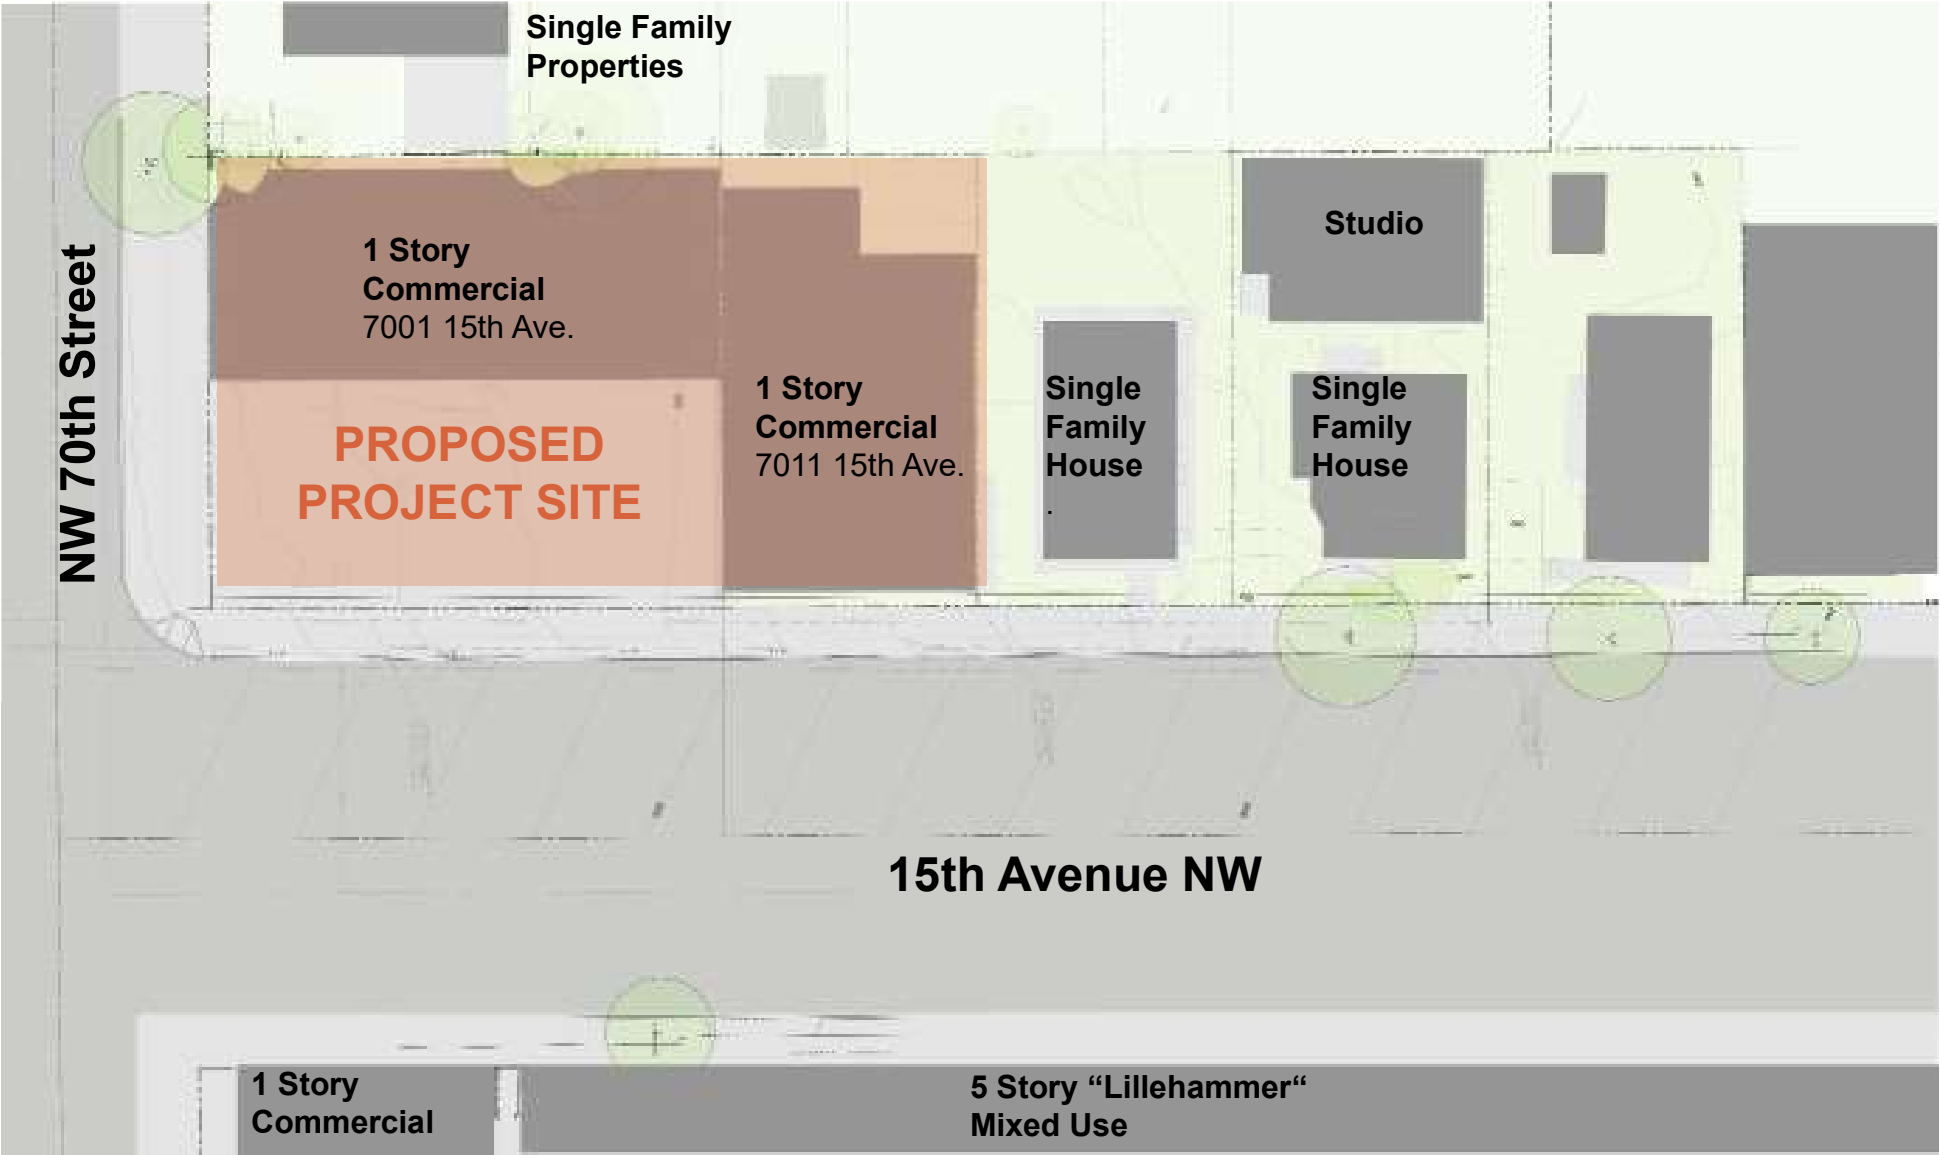 Single Family
Properties
NW 70th Street
1 Story
Commercial
7001 15th Ave.
PROPOSED
PROJECT SITE
1 Story
Commercial
7011 15th Ave.
Single
Family
House
.
Studio
Single
Family
House
15th Avenue NW
1 Story
Commercial
5 Story “Lillehammer“
Mixed Use